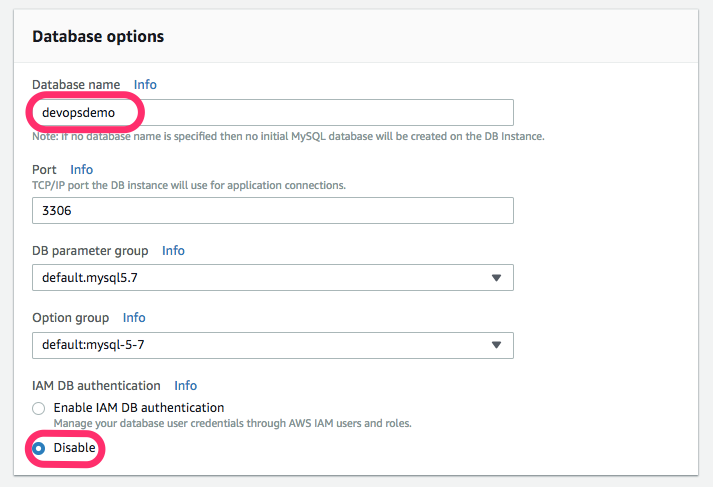 Database options
Database name Info
devopsdemo
Note: if no database name is specified then no initial MySQL database will be created on the DB Instance.
Port Info
TCP/IP port the DB instance will use for application connections.
3306
DB parameter group Info
default.mysql5.7
Option group Info
default:mysql-5-7
IAM DB authentication Info
Enable IAM DB authentication
Manage your database user credentials through AWS IAM users and roles.
Disable